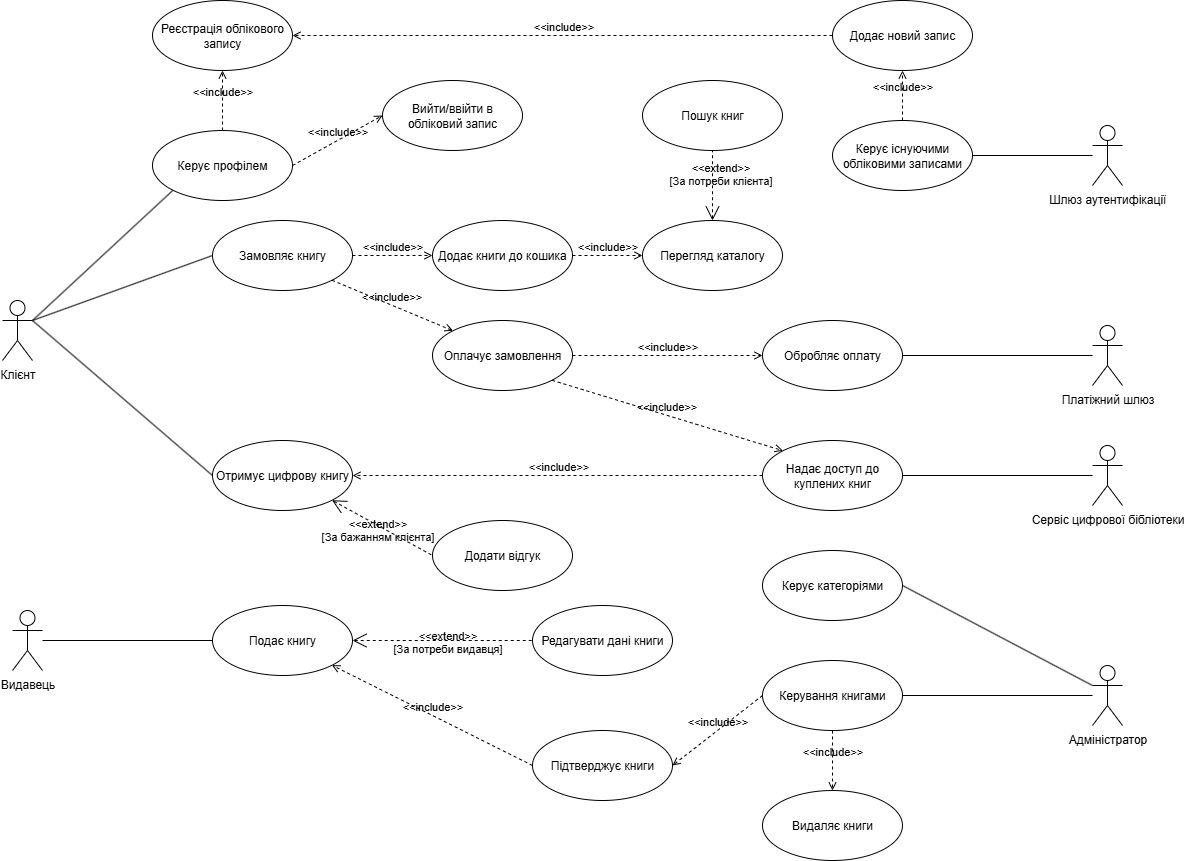 Реєстрація облікового
запису
<<include>>
Додає новий запис
<<include>>
<<include>>
Вийти/ввійти в
обліковий запис
<<include>>
Пошук книг
Керує профілем
Керує існуючими
обліковими записами
<<extend>>
[За потреби клієнта]
Шлюз аутентифікації
Замовляє книгу
<<include>>
Додає книги до кошика
<<include>>
Перегляд каталогу
<<include>>
Клієнт
Оплачує замовлення
<<include>>
Обробляє оплату
Платіжний шлюз
<<include>>
Отримує цифрову книгу
<<include>>
Надає доступ до
куплених книг
Сервіс цифрової бібліотеки
<<extend>>
[За бажанням клієнта]
Додати відгук
Керує категоріями
Видавець
Подає книгу
<<extend>>
[За потреби видавця]
Редагувати дані книги
<<include>>
Керування книгами
Адміністратор
<<include>>
Підтверджує книги
<<include>>
Видаляє книги